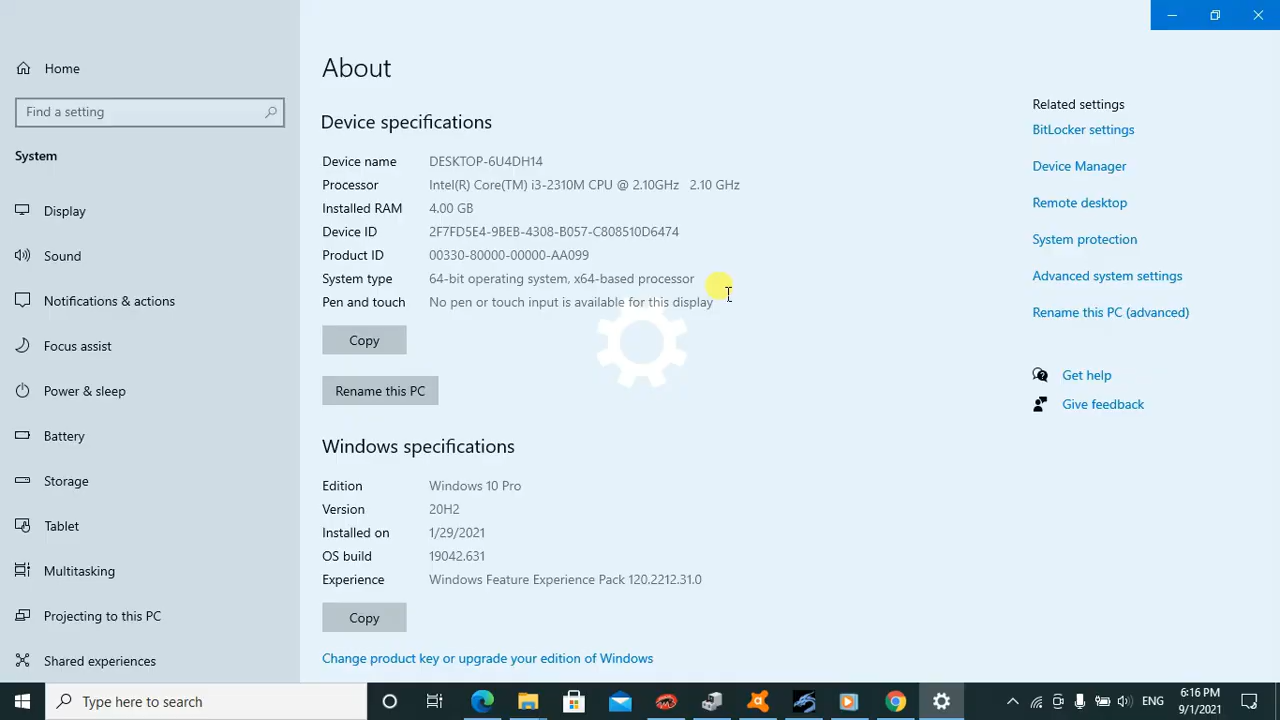 Home
Find a setting
System
Display
Sound
Notifications & actions
Focus assist
Power & sleep
Battery
Storage
Tablet
Multitasking
Projecting to this PC
Shared experiences
About
Device specifications
Device name DESKTOP-6U4DH14
Processor Intel(R) Core(TM) i3-2310M CPU @ 2.10GHz 2.10 GHz
Installed RAM 4.00 GB
Device ID 2F7FD5E4-9BEB-4308-B057-C808510D6474
Product ID 00330-80000-00000-AA099
System type 64-bit operating system, x64-based processor
Pen and touch No pen or touch input is available for this display
Copy
Rename this PC
Windows specifications
Edition Windows 10 Pro
Version 20H2
Installed on 1/29/2021
OS build 19042.631
Experience Windows Feature Experience Pack 120.2212.31.0
Copy
Change product key or upgrade your edition of Windows
Related settings
BitLocker settings
Device Manager
Remote desktop
System protection
Advanced system settings
Rename this PC (advanced)
Get help
Give feedback
Type here to search
ENG
6:16 PM
9/1/2021